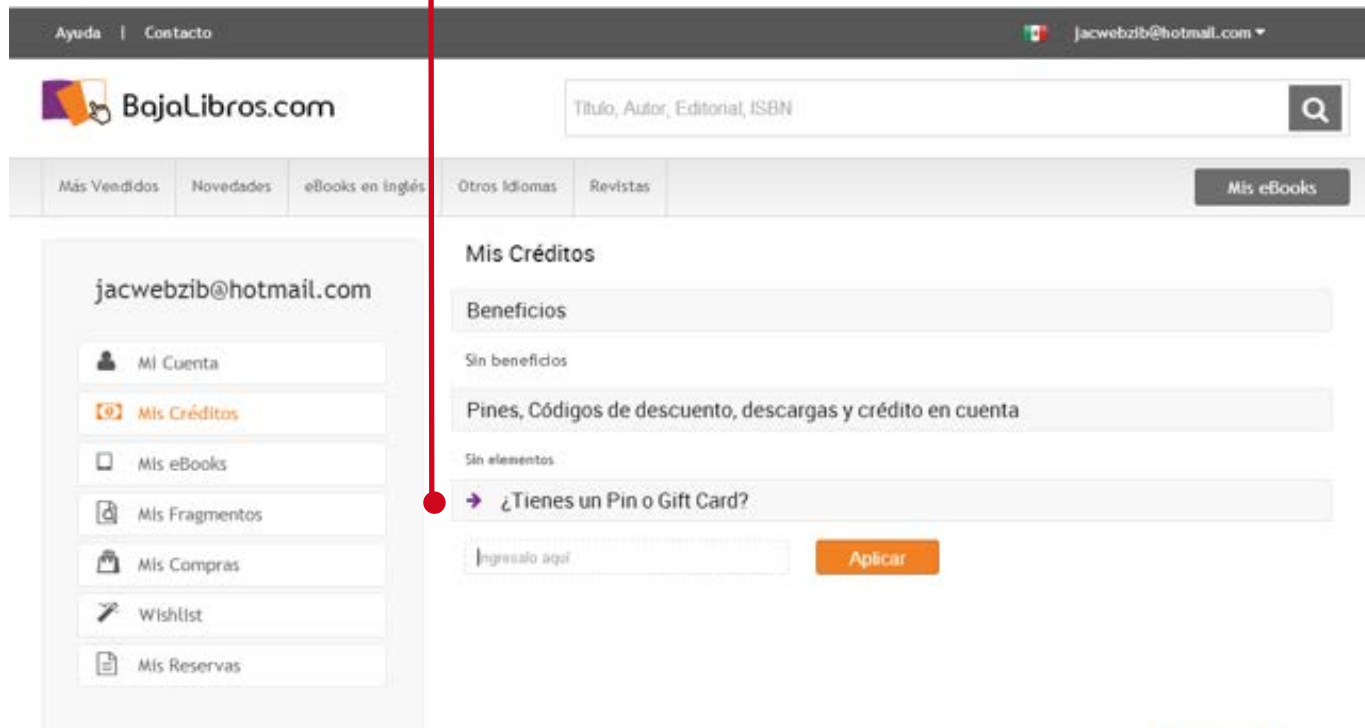 Ayuda | Contacto
jacwebzib@hotmail.com
BajaLibros.com
Título, Autor, Editorial, ISBN
Más Vendidos
Novedades
eBooks en inglés
Otros Idiomas
Revistas
Mis eBooks
jacwebzib@hotmail.com
Mi Cuenta
Mis Créditos
Mis eBooks
Mis Fragmentos
Mis Compras
Wishlist
Mis Reservas
Mis Créditos
Beneficios
Sin beneficios
Pines, Códigos de descuento, descargas y crédito en cuenta
Sin elementos
¿Tienes un Pin o Gift Card?
Ingresalo aquí
Aplicar